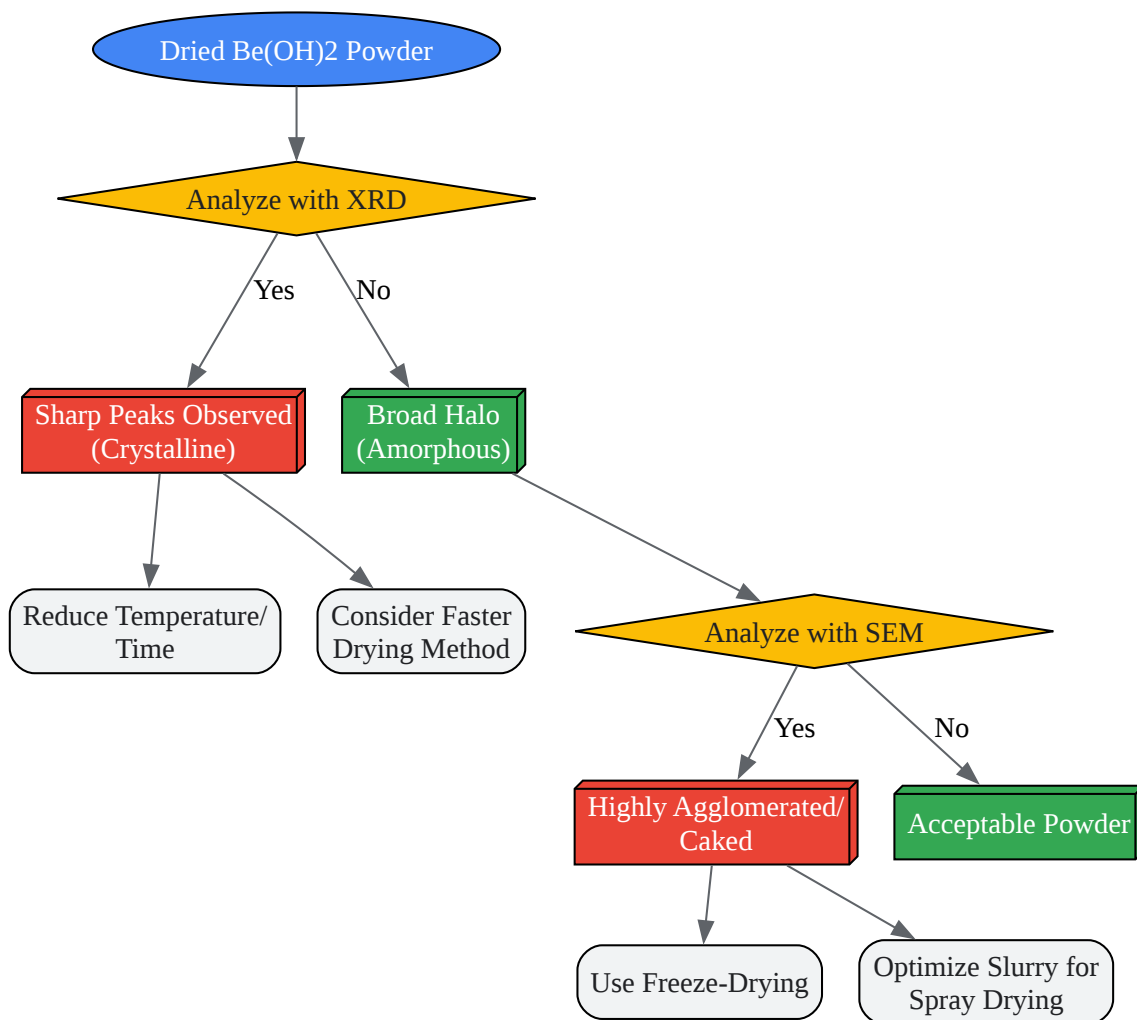 Dried Be(OH)2 Powder
Analyze with XRD
Yes
No
Sharp Peaks Observed
(Crystalline)
Broad Halo
(Amorphous)
Reduce Temperature/
Time
Consider Faster
Drying Method
Analyze with SEM
Yes
No
Highly Agglomerated/
Caked
Acceptable Powder
Use Freeze-Drying
Optimize Slurry for
Spray Drying